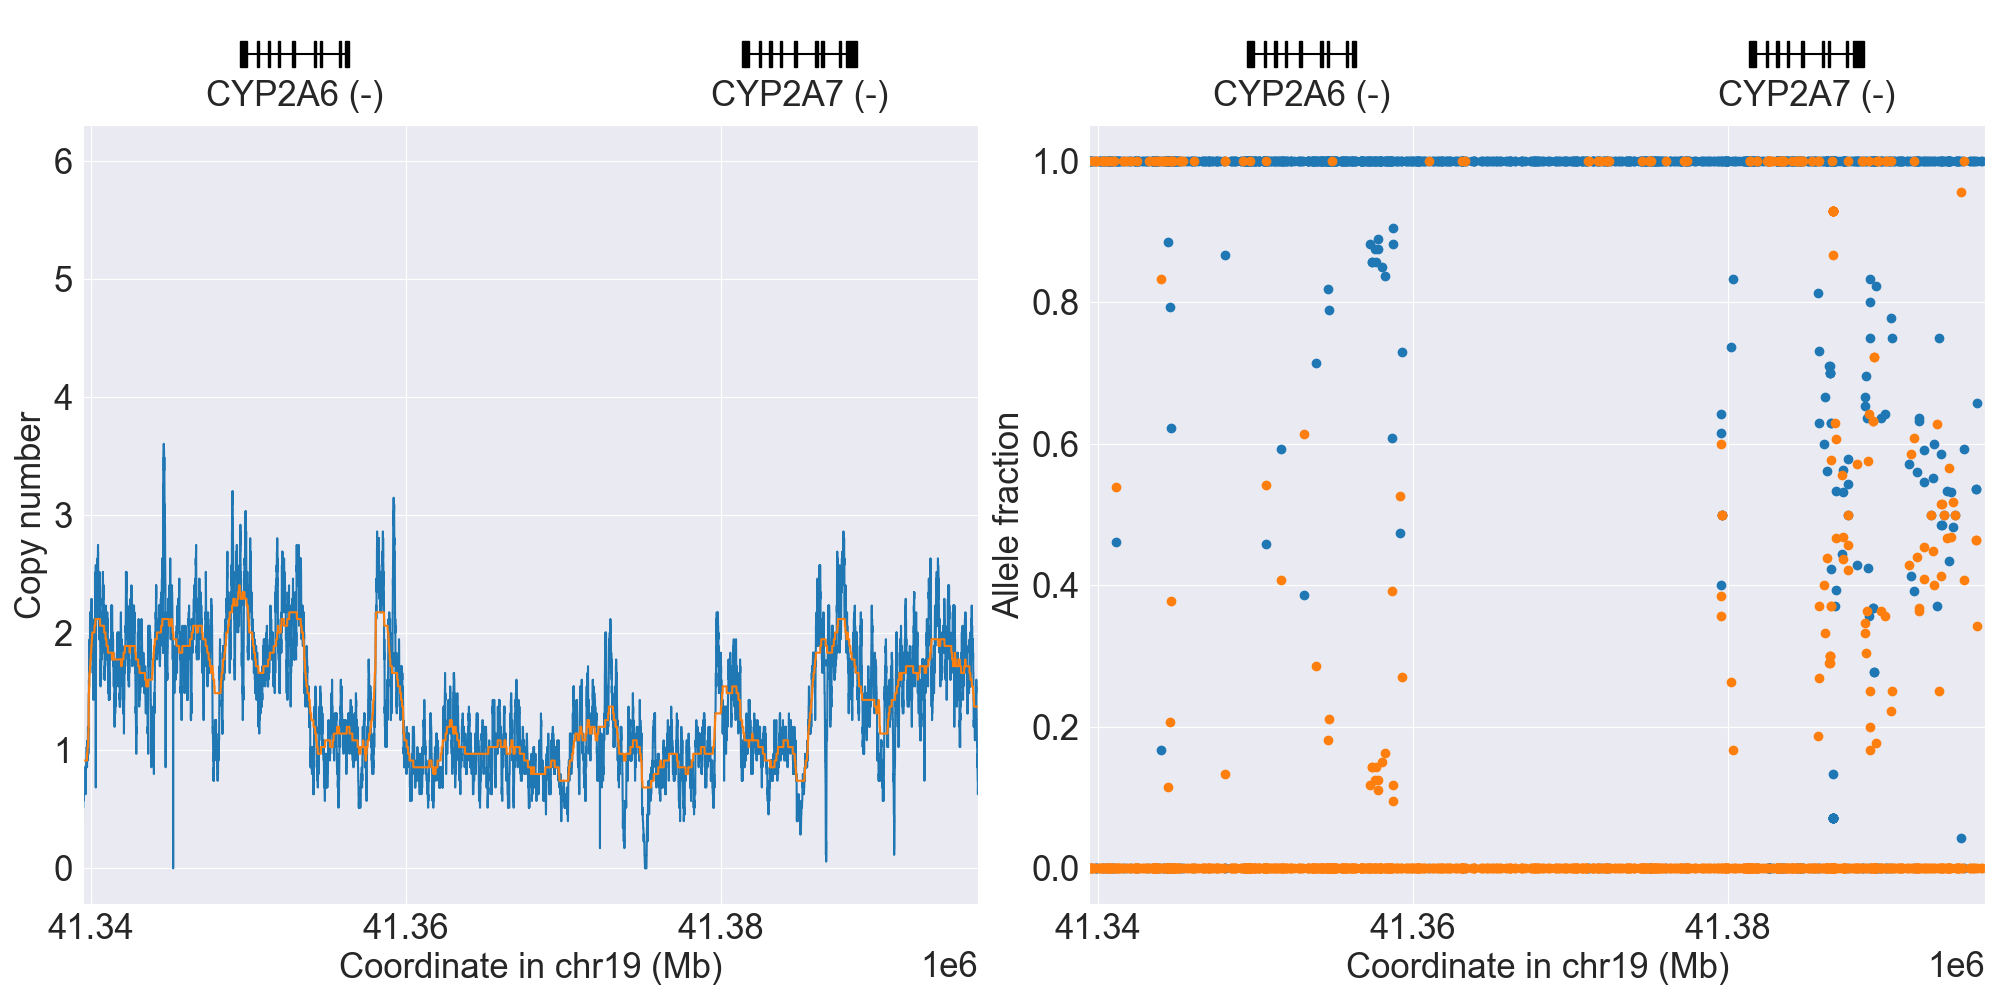 CYP2A6 (-)
CYP2A7 (-)
6
5
4
3
2
1
0
Copy number
41.34
41.36
41.38
Coordinate in chr19 (Mb)
1e6
CYP2A6 (-)
CYP2A7 (-)
1.0
0.8
0.6
0.4
0.2
0.0
Allele fraction
41.34
41.36
41.38
Coordinate in chr19 (Mb)
1e6